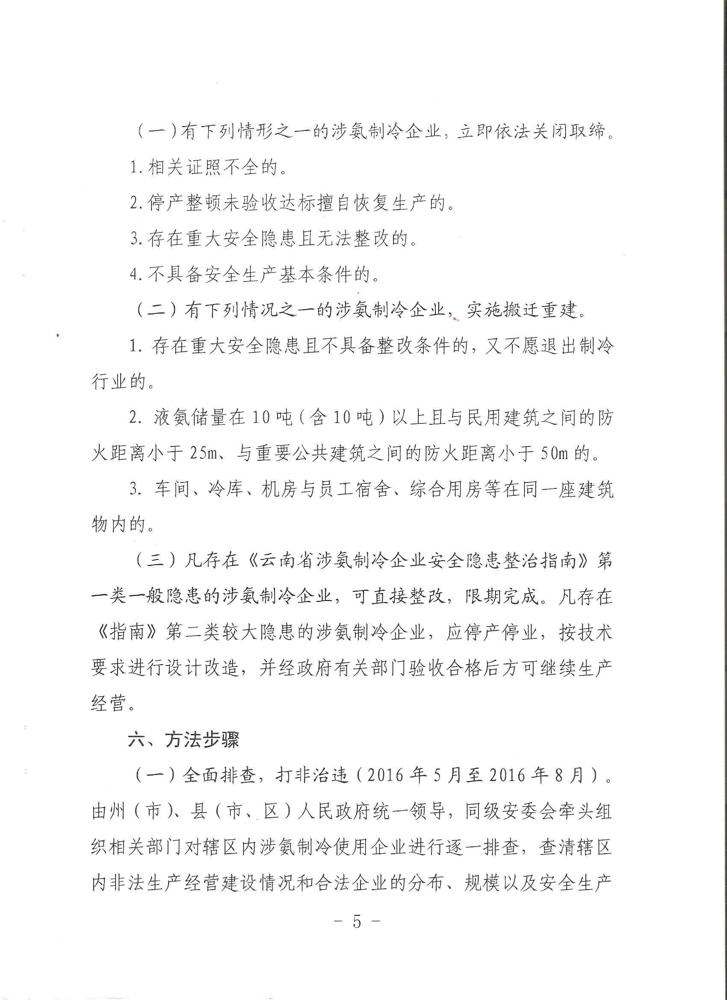 （一）有下列情形之一的涉氨制冷企业，立即依法关闭取缔。
1.相关证照不全的。
2.停产整顿未验收达标擅自恢复生产的。
3.存在重大安全隐患且无法整改的。
4.不具备安全生产基本条件的。
（二）有下列情况之一的涉氨制冷企业，实施搬迁重建。
1. 存在重大安全隐患且不具备整改条件的，又不愿退出制冷
行业的。
2. 液氨储量在 10 吨（含 10 吨）以上且与民用建筑之间的防
火距离小于 25m、与重要公共建筑之间的防火距离小于 50m 的。
3. 车间、冷库、机房与员工宿舍、综合用房等在同一座建筑
物内的。
（三）凡存在《云南省涉氨制冷企业安全隐患整治指南》第
一类一般隐患的涉氨制冷企业，可直接整改，限期完成。凡存在
《指南》第二类较大隐患的涉氨制冷企业，应停产停业，按技术
要求进行设计改造，并经政府有关部门验收合格后方可继续生产
经营。
六、方法步骤
（一）全面排查，打非治违（2016 年 5 月至 2016 年 8 月）。
由州（市）、县（市、区）人民政府统一领导，同级安委会牵头组
织相关部门对辖区内涉氨制冷使用企业进行逐一排查，查清辖区
内非法生产经营建设情况和合法企业的分布、规模以及安全生产
- 5 -